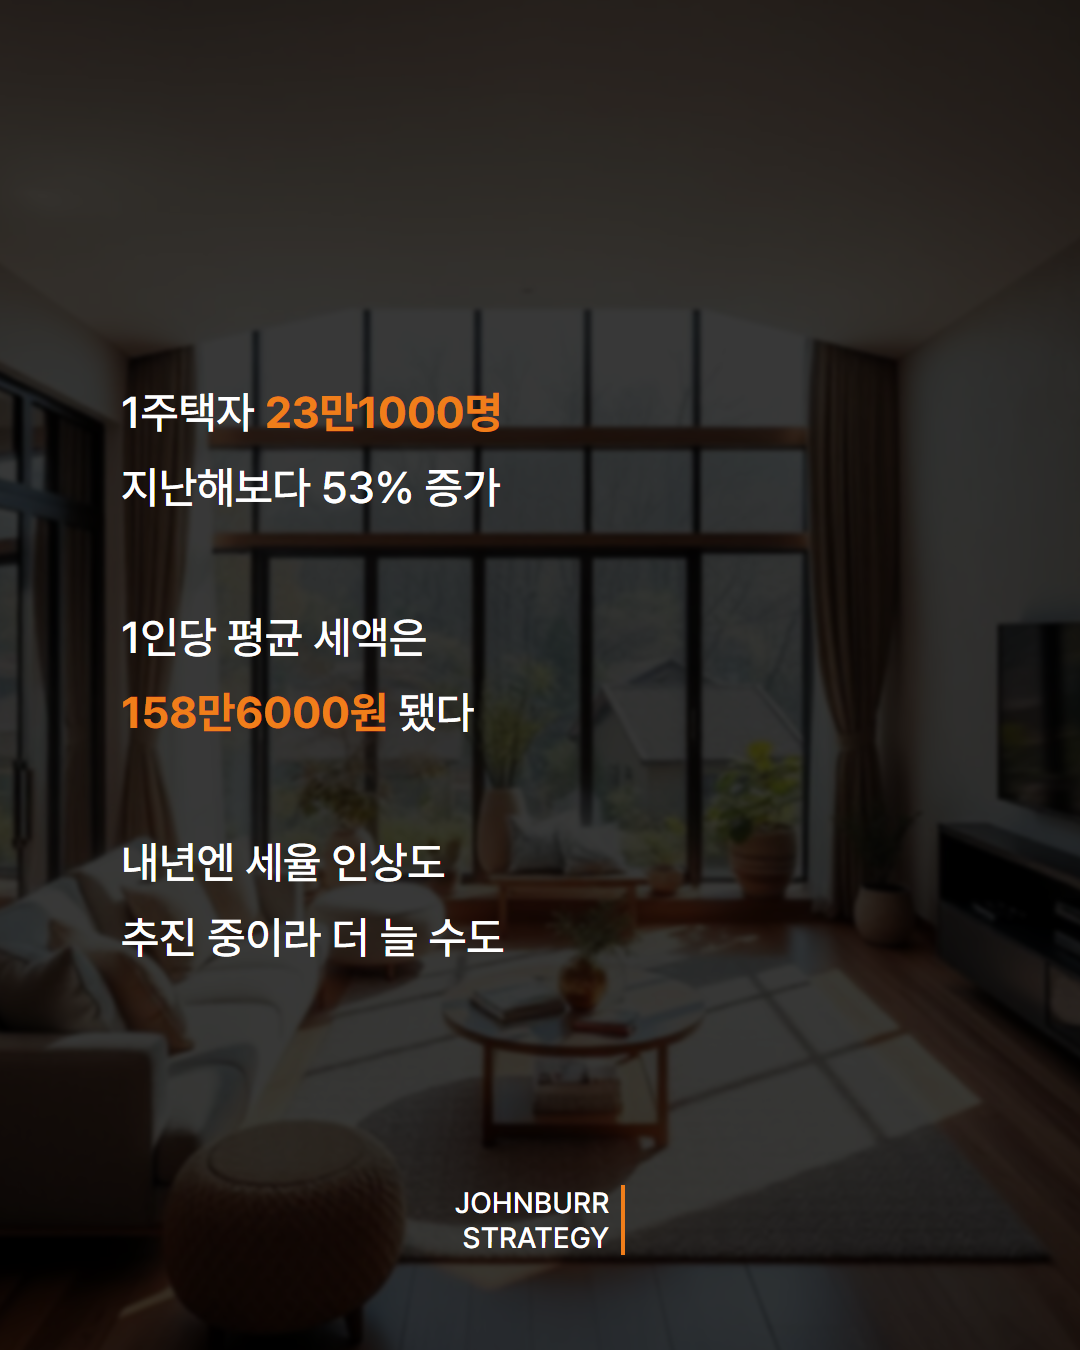 1주택자 23만1000명
지난해보다 53% 증가
1인당 평균 세액은
158만6000원 됐다
내년엔 세율 인상도
추진 중이라 더 늘 수도
JOHNBURR
STRATEGY